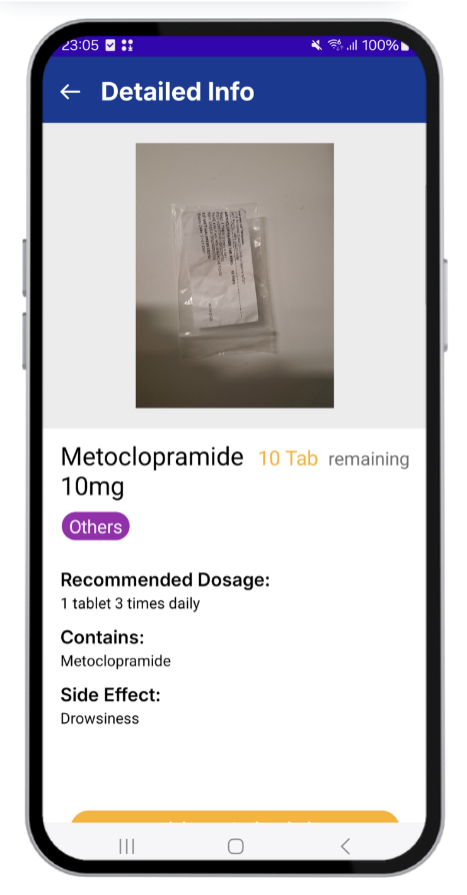 23:05 100%
Detailed Info
Metoclopramide 10 Tab remaining
10mg
Others
Recommended Dosage:
1 tablet 3 times daily
Contains:
Metoclopramide
Side Effect:
Drowsiness